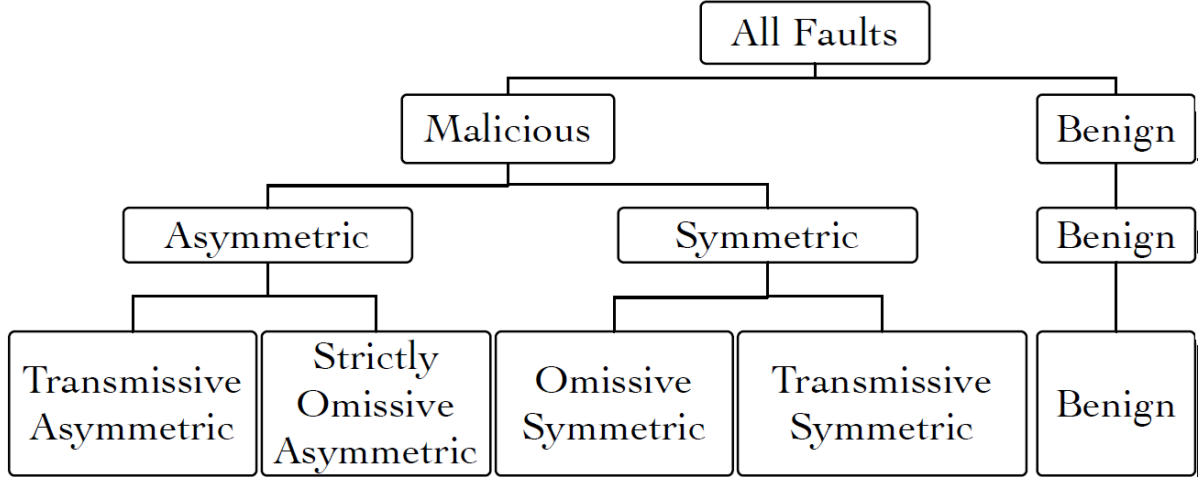 All Faults
Malicious
Benign
Asymmetric
Symmetric
Benign
Transmissive
Asymmetric
Strictly
Omissive
Asymmetric
Omissive
Symmetric
Transmissive
Symmetric
Benign